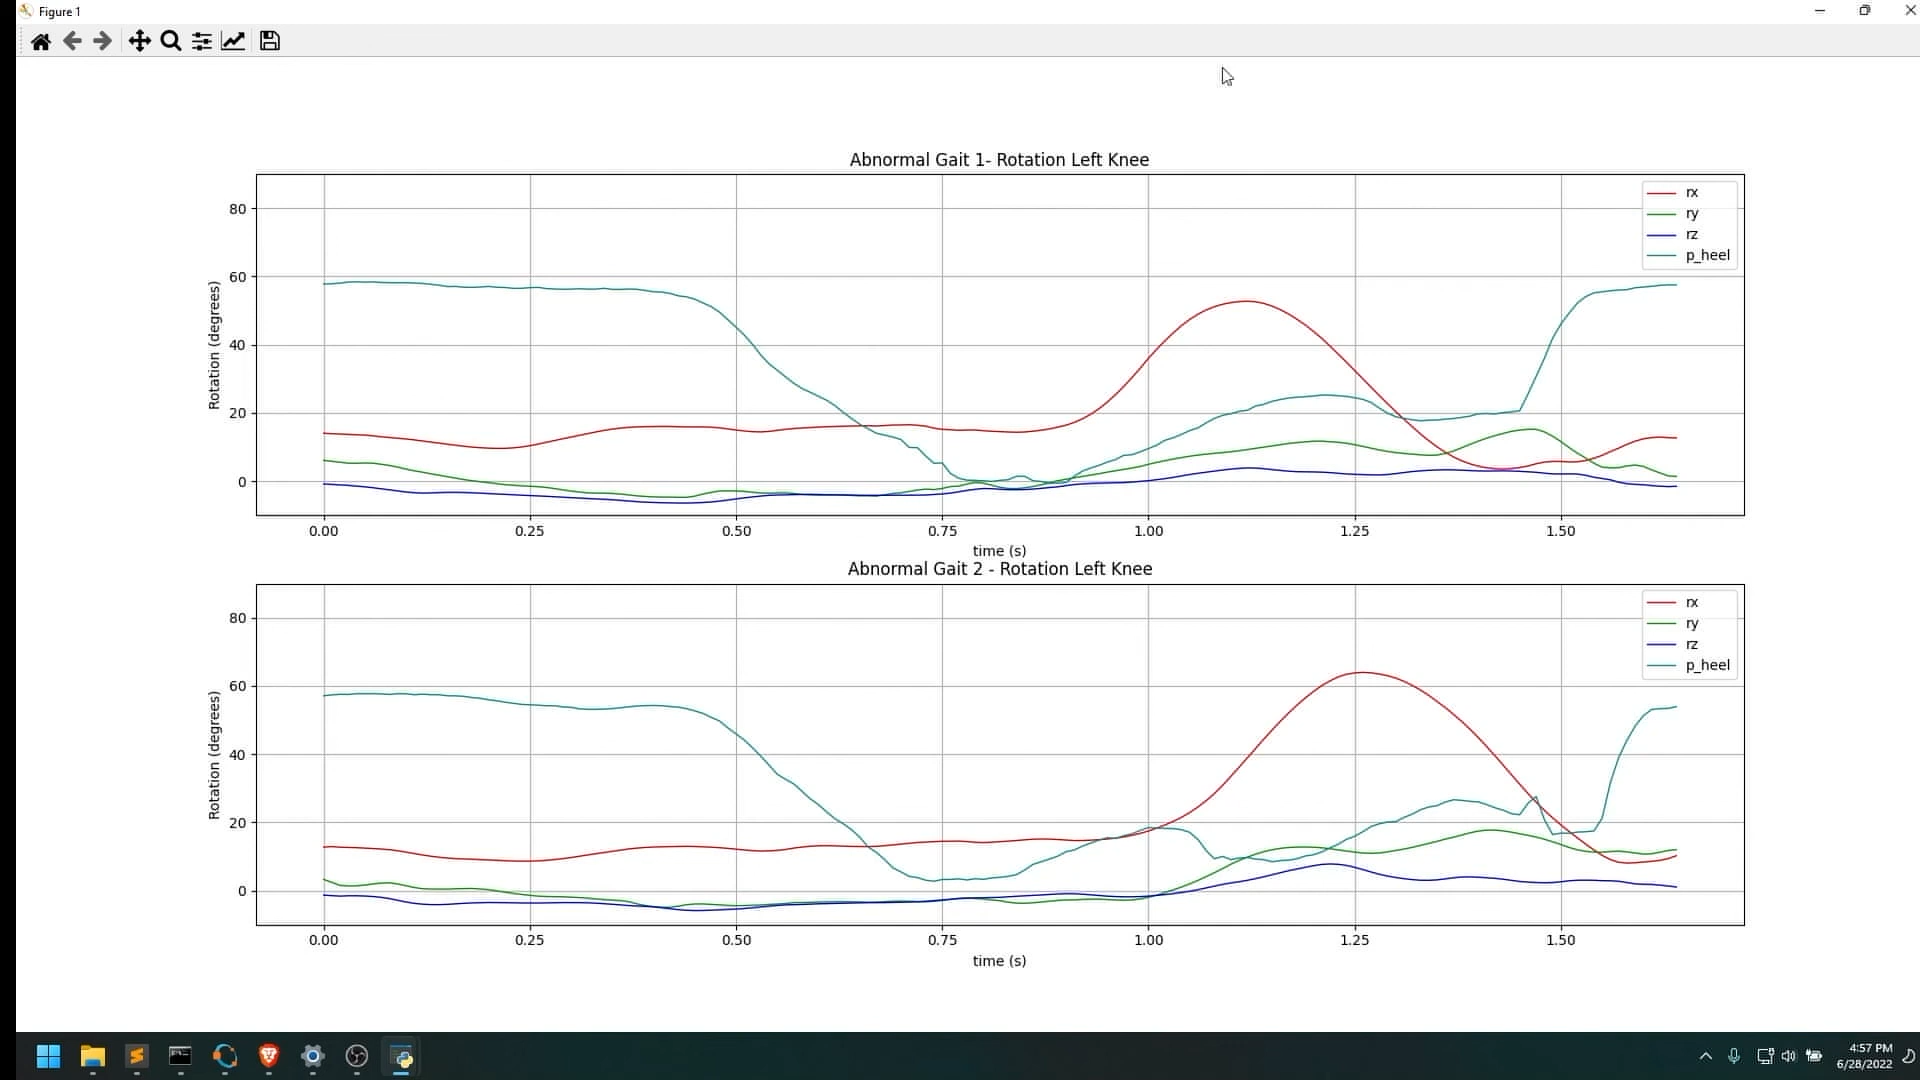 Figure 1
Abnormal Gait 1- Rotation Left Knee
rx
ry
rz
p_heel
80
60
40
20
0
Rotation (degrees)
0.00 0.25 0.50 0.75 1.00 1.25 1.50
time (s)
Abnormal Gait 2 - Rotation Left Knee
rx
ry
rz
p_heel
80
60
40
20
0
Rotation (degrees)
0.00 0.25 0.50 0.75 1.00 1.25 1.50
time (s)
4:57 PM
6/28/2022